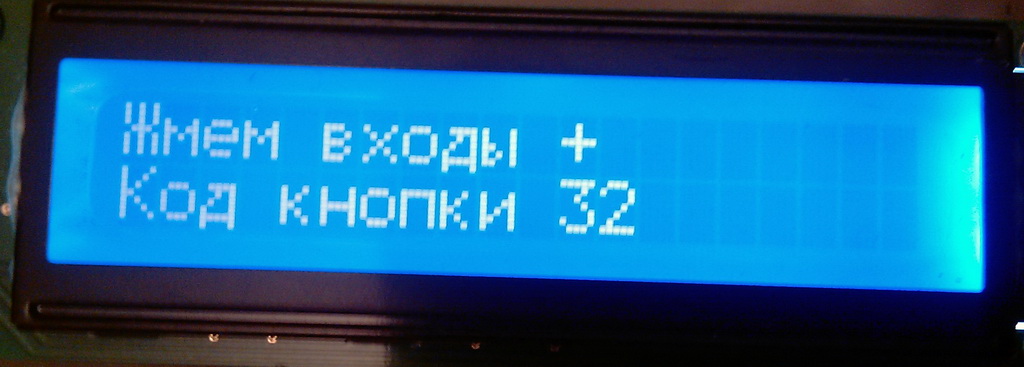 Жмем входы +
Код кнопки 32